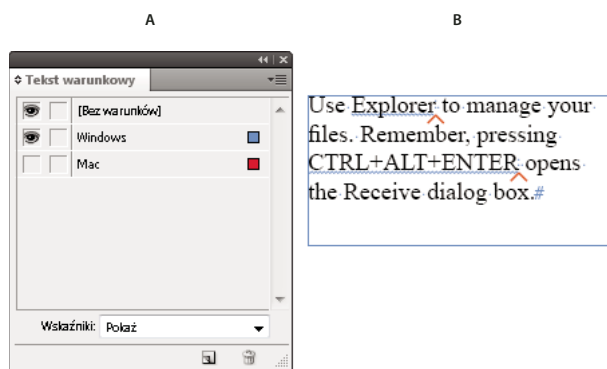 A
B
Tekst warunkowy
[Bez warunków]
Windows
Mac
Wskaźniki: Pokaż
Use Explorer to manage your
files. Remember, pressing
CTRL+ALT+ENTER opens
the Receive dialog box.#